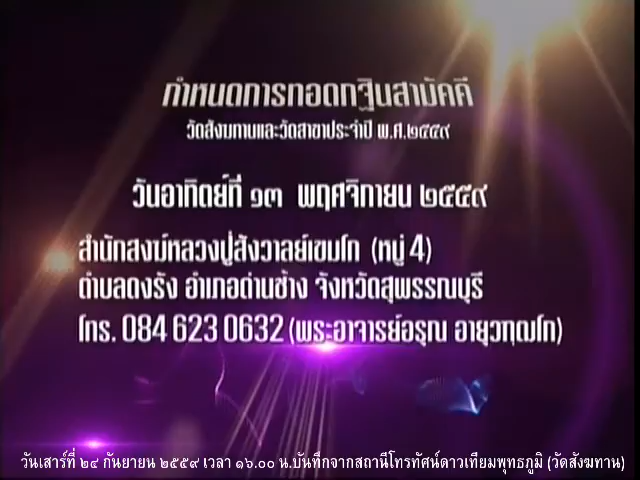 กำหนดการทอดกฐินสามัคคี
วัดสังฆทานและวัดสาขาประจำปี พ.ศ.๒๕๕๙
วันอาทิตย์ที่ ๑๓ พฤศจิกายน ๒๕๕๙
สำนักสงฆ์หลวงปู่สังวาลย์เขมโก (หมู่ 4)
ตำบลดงรัง อำเภอด่านช้าง จังหวัดสุพรรณบุรี
โทร. 084 623 0632 (พระอาจารย์อรุณ อายุวฑฺฒโก)
วันเสาร์ที่ ๒๔ กันยายน ๒๕๕๙ เวลา ๑๖.๐๐ น.บันทึกจากสถานีโทรทัศน์ดาวเทียมพุทธภูมิ (วัดสังฆทาน)